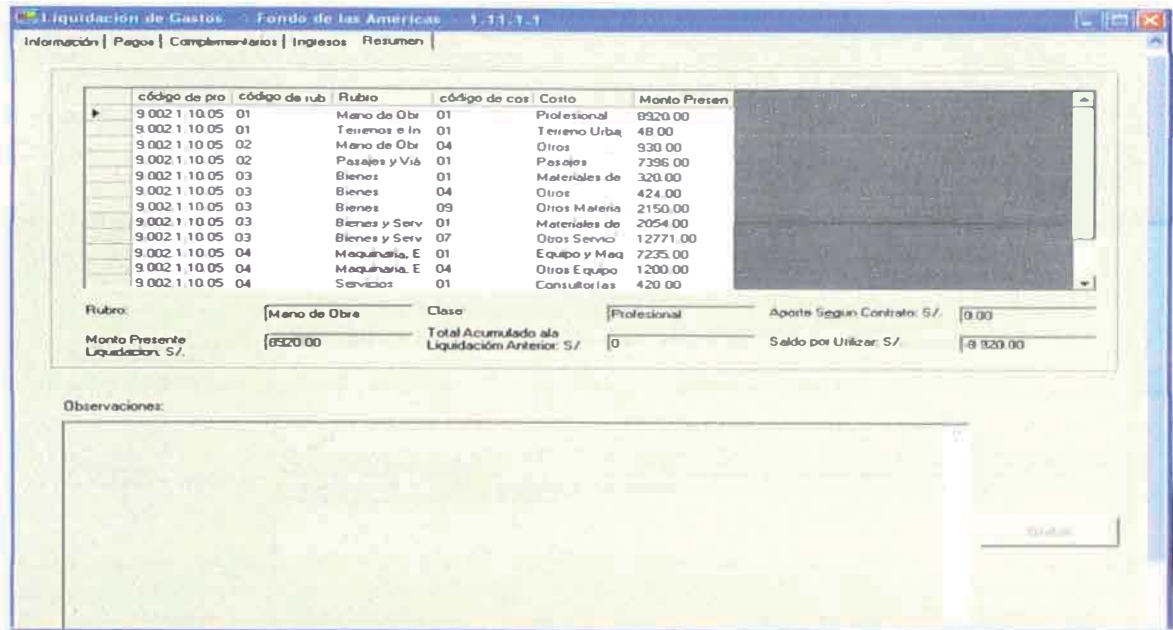 Liquidación de Gastos - Fondo de las Américas - 1.11.1.1
Información | Pagos | Complementarios | Ingresos Resumen
código de pro código de rub Rubro código de cos Costo Monto Presen
9.002.1.10.05 01 Mano de Obr 01 Profesional 8920.00
9.002.1.10.05 01 Terrenos e In 01 Terreno Urba 48.00
9.002.1.10.05 02 Mano de Obr 04 Otros 930.00
9.002.1.10.05 02 Pasajes y Viá 01 Pasajes 7396.00
9.002.1.10.05 03 Bienes 01 Materiales de 320.00
9.002.1.10.05 03 Bienes 04 Otros 424.00
9.002.1.10.05 03 Bienes 09 Otros Materia 2150.00
9.002.1.10.05 03 Bienes y Serv 01 Materiales de 2054.00
9.002.1.10.05 03 Bienes y Serv 07 Otros Servici 12771.00
9.002.1.10.05 04 Maquinaria, E 01 Equipo y Maq 7235.00
9.002.1.10.05 04 Maquinaria, E 04 Otros Equipo 1200.00
9.002.1.10.05 04 Servicios 01 Consultorías 420.00
Rubro: Mano de Obra Clase: Profesional Aporte Segun Contrato: S/. 0.00
Monto Presente Liquidacion: S/. 8920.00 Total Acumulado ala Liquidacióm Anterior: S/. 0 Saldo por Utilizar: S/. -8 920.00
Observaciones: